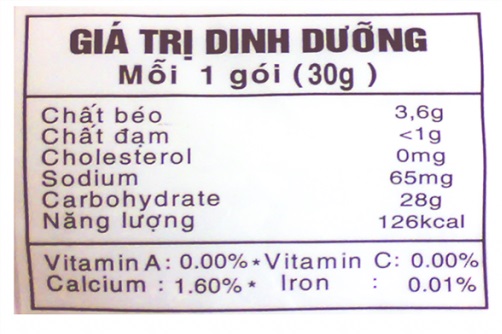 GIÁ TRỊ DINH DƯỠNG
Mỗi 1 gói (30g )
Chất béo 3,6g
Chất đạm <1g
Cholesterol 0mg
Sodium 65mg
Carbohydrate 28g
Năng lượng 126kcal
Vitamin A: 0.00% * Vitamin C: 0.00%
Calcium : 1.60% * Iron : 0.01%